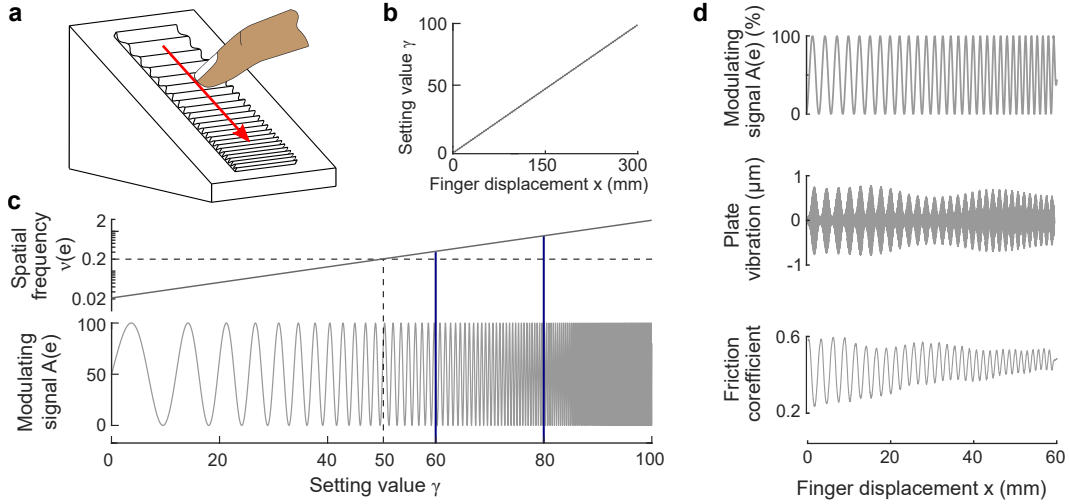 a
b
Setting value γ
100
50
0
0
150
300
Finger displacement x (mm)
c
Spatial
frequency
ν(e)
2
0.2
0.02
Modulating
signal A(e)
100
50
0
0
20
40
50
60
80
100
Setting value γ
d
Modulating
signal A(e) (%)
100
0
Plate
vibration (μm)
1
0
-1
Friction
corefficient
0.6
0.2
0
20
40
60
Finger displacement x (mm)